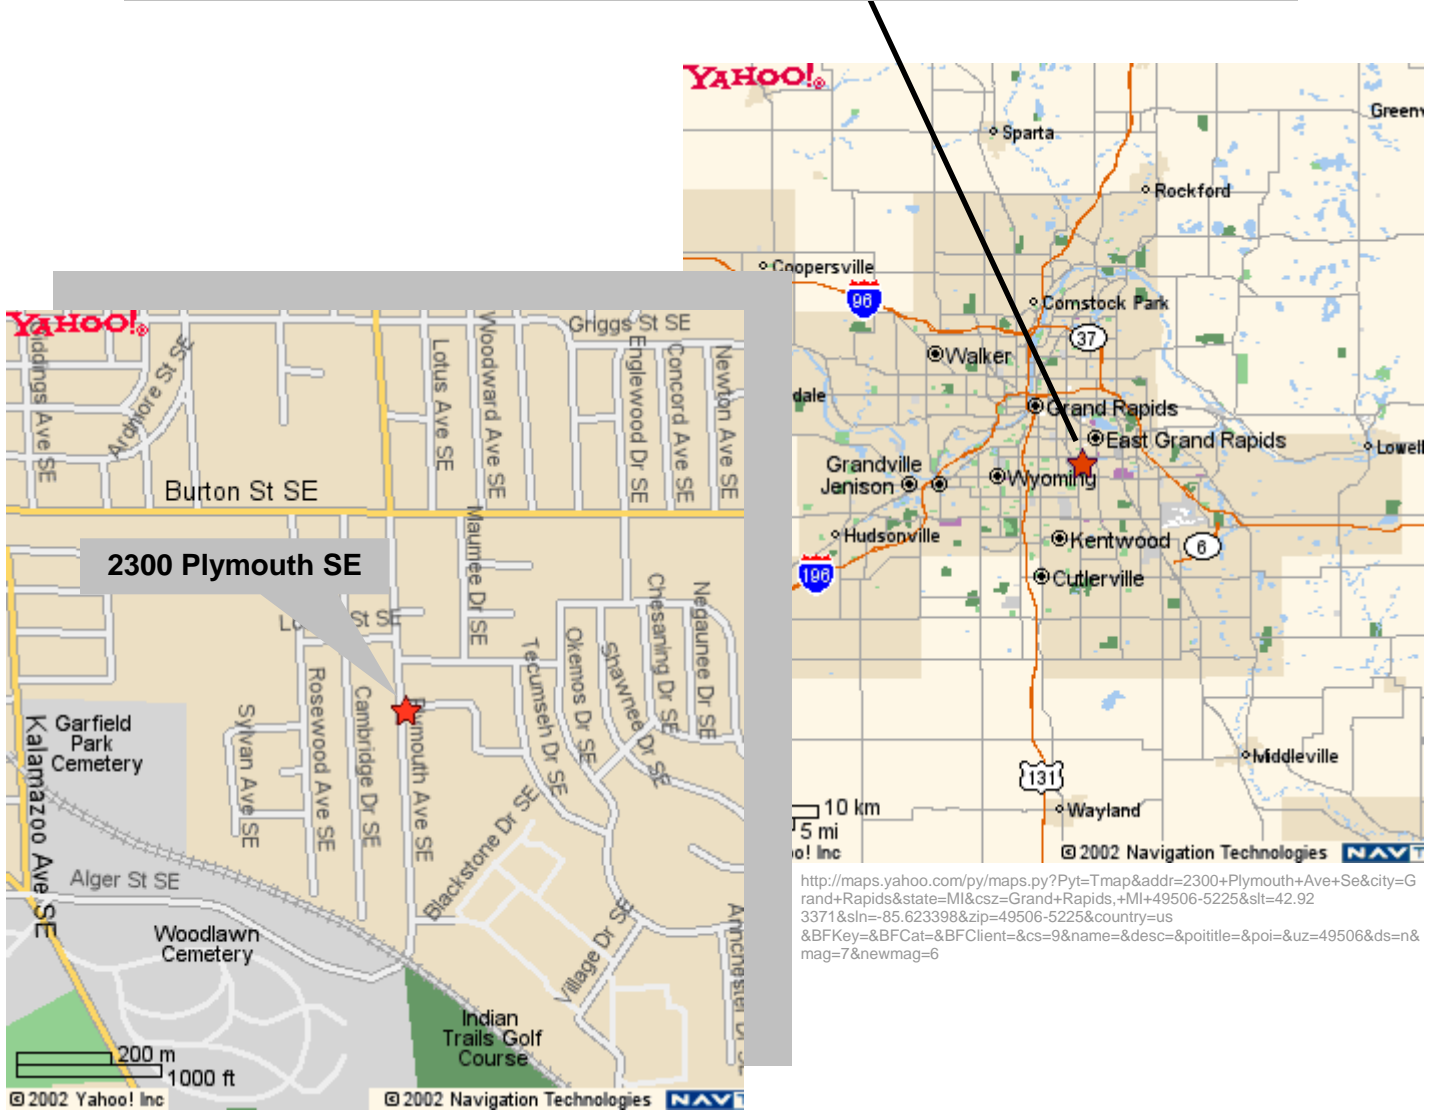 YAHOO!®
Greenv
Sparta
Rockford
Coopersville
96
Comstock Park
37
Walker
dale
Grand Rapids
East Grand Rapids
Lowell
Grandville
Jenison
Wyoming
Hudsonville
Kentwood
6
196
Cutlerville
Middleville
131
10 km
5 mi
Wayland
o! Inc
© 2002 Navigation Technologies
NAVT
http://maps.yahoo.com/py/maps.py?Pyt=Tmap&addr=2300+Plymouth+Ave+Se&city=G
rand+Rapids&state=MI&csz=Grand+Rapids,+MI+49506-5225&slt=42.92
3371&sln=-85.623398&zip=49506-5225&country=us
&BFKey=&BFCat=&BFClient=&cs=9&name=&desc=&poititle=&poi=&uz=49506&ds=n&
mag=7&newmag=6
YAHOO!®
Griggs St SE
iddings Ave SE
Ardmore St SE
Lotus Ave SE
Woodward Ave SE
Englewood Dr SE
Concord Ave SE
Newton Ave SE
Burton St SE
2300 Plymouth SE
Maumee Dr SE
St SE
Chesaning Dr SE
Negaunee Dr SE
Tecumseh Dr SE
Okemos Dr SE
Shawnee Dr SE
Rosewood Ave SE
Cambridge Dr SE
Plymouth Ave SE
Sylvan Ave SE
Garfield
Park
Cemetery
Kalamazoo Ave SE
Blackstone Dr SE
Alger St SE
Woodlawn
Cemetery
Village Dr SE
Annchester Dr SE
Indian
Trails Golf
Course
200 m
1000 ft
© 2002 Yahoo! Inc
© 2002 Navigation Technologies
NAVT